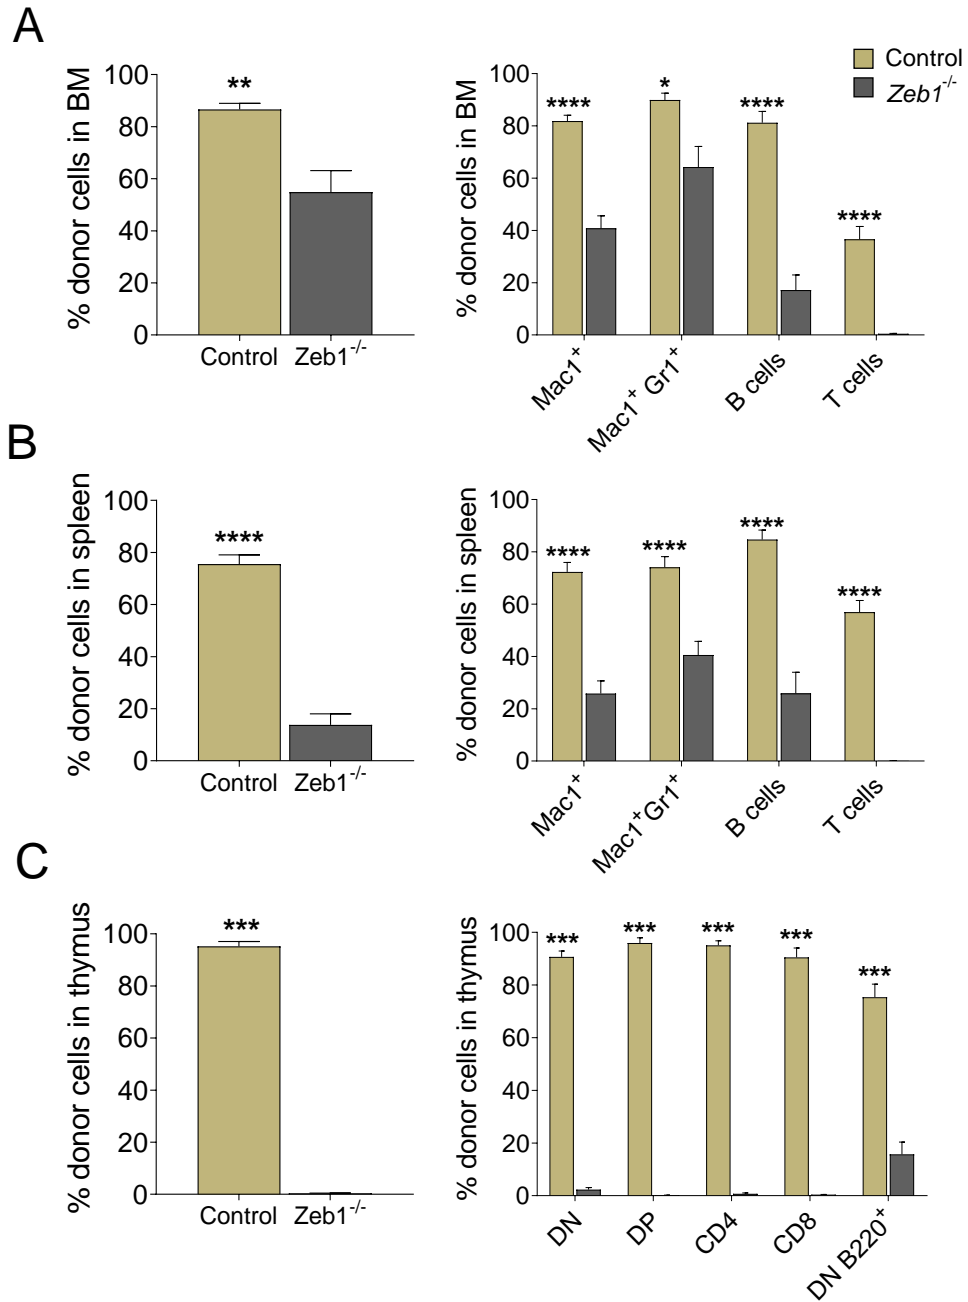 A
% donor cells in BM
100
80
60
40
20
0
**
Control Zeb1-/-
% donor cells in BM
100
80
60
40
20
0
**** * **** ****
Mac1+ Mac1+ Gr1+ B cells T cells
Control
Zeb1-/-
B
% donor cells in spleen
100
80
60
40
20
0
****
Control Zeb1-/-
% donor cells in spleen
100
80
60
40
20
0
**** **** **** ****
Mac1+ Mac1+Gr1+ B cells T cells
C
% donor cells in thymus
100
80
60
40
20
0
***
Control Zeb1-/-
% donor cells in thymus
100
80
60
40
20
0
*** *** *** *** ***
DN DP CD4 CD8 DN B220+